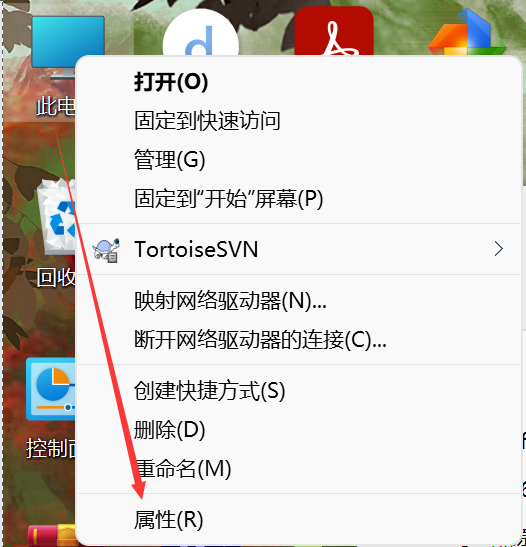 此电
打开(O)
固定到快速访问
管理(G)
固定到“开始”屏幕(P)
TortoiseSVN
回收
映射网络驱动器(N)...
断开网络驱动器的连接(C)...
创建快捷方式(S)
删除(D)
控制面
重命名(M)
属性(R)